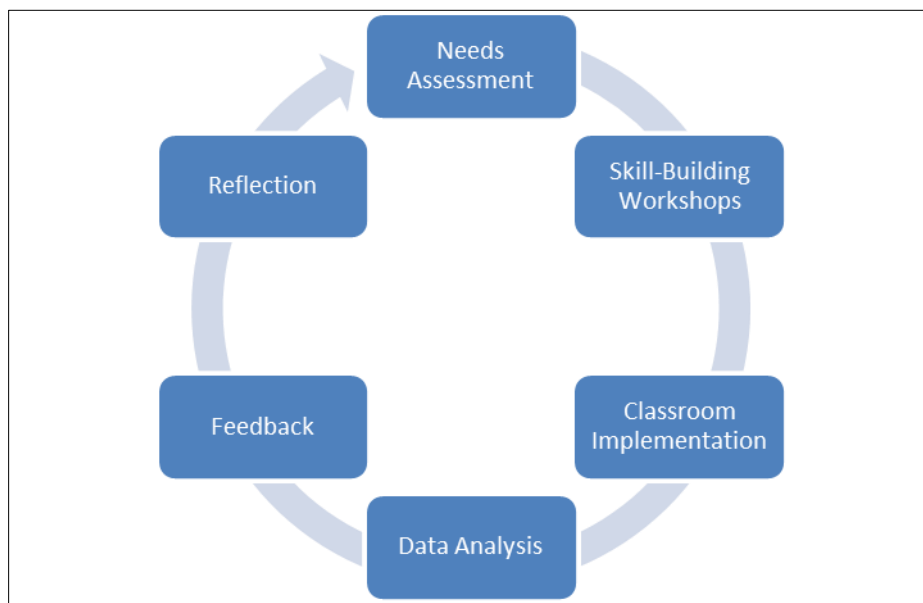 Needs
Assessment
Skill-Building
Workshops
Classroom
Implementation
Data Analysis
Feedback
Reflection